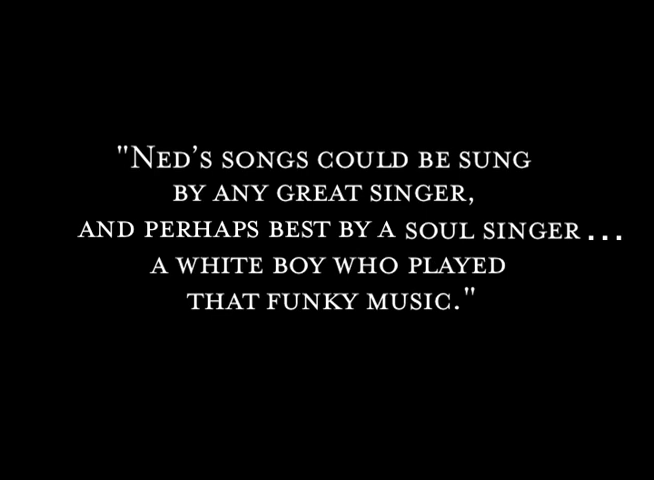 "Ned's songs could be sung
by any great singer,
and perhaps best by a soul singer...
a white boy who played
that funky music."